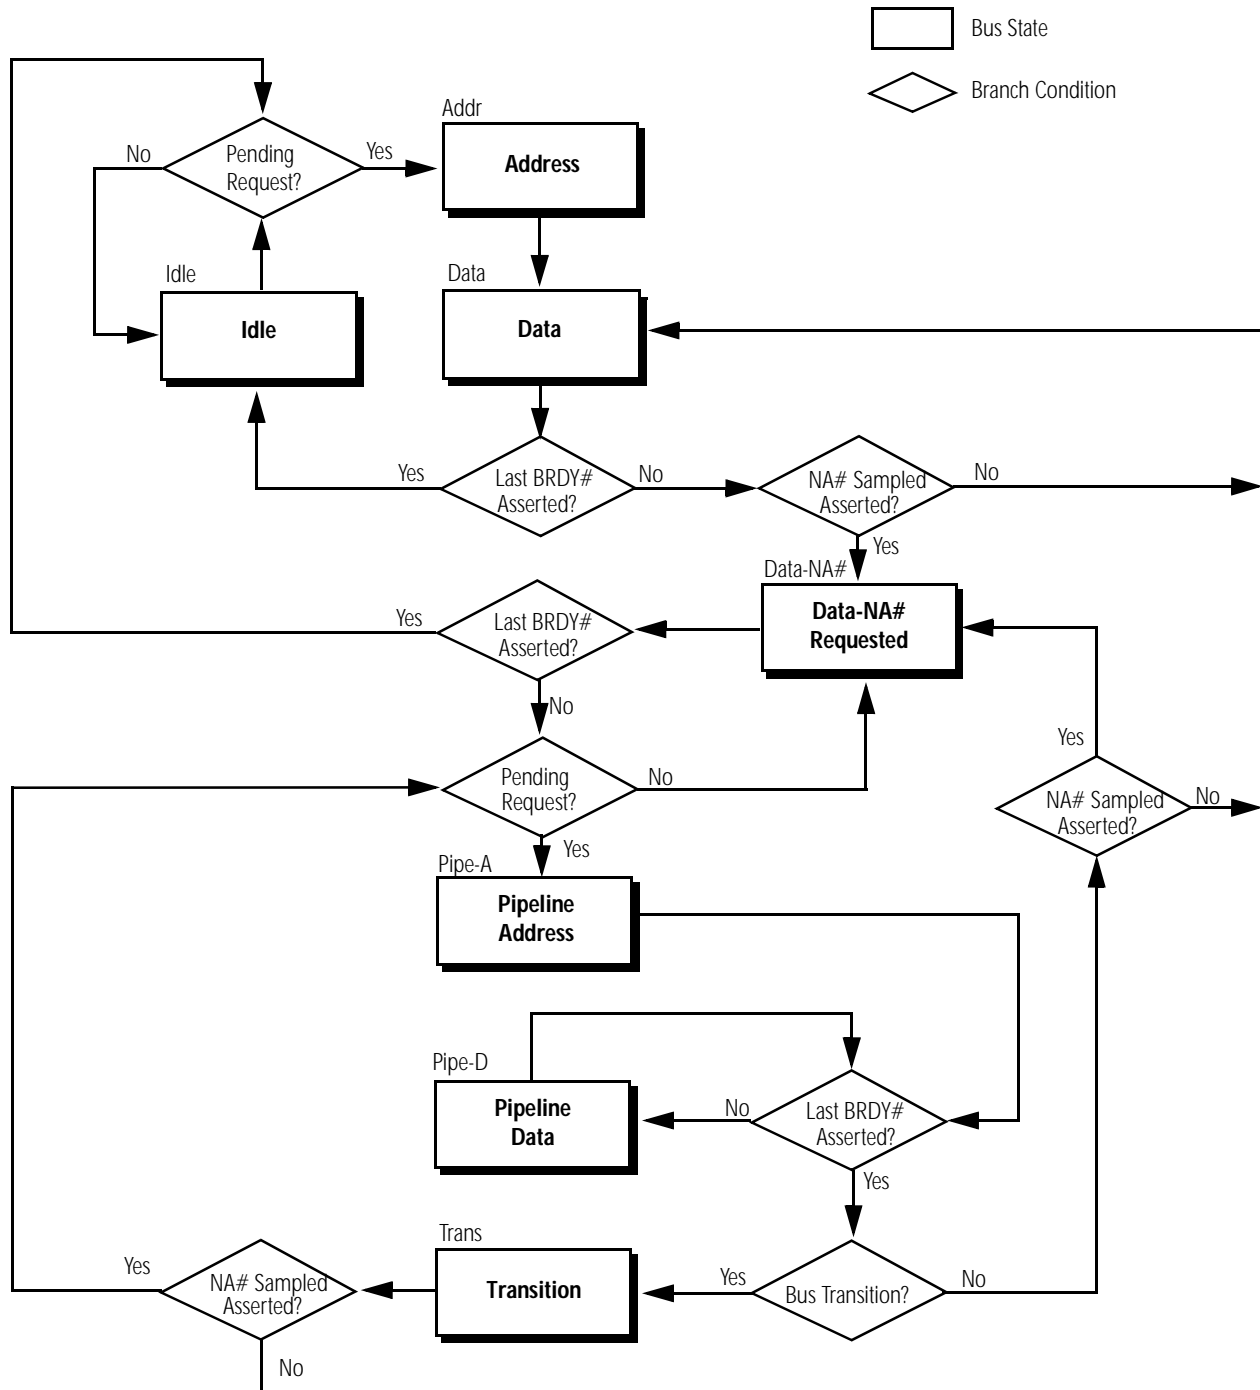 Bus State
Branch Condition
Addr
No
Pending
Request?
Yes
Address
Idle
Idle
Data
Data
Yes
Last BRDY#
Asserted?
No
NA# Sampled
Asserted?
No
Yes
Data-NA#
Data-NA#
Requested
Yes
Last BRDY#
Asserted?
No
Pending
Request?
No
Yes
Yes
NA# Sampled
Asserted?
No
Pipe-A
Pipeline
Address
Pipe-D
Pipeline
Data
No
Last BRDY#
Asserted?
Yes
Trans
Transition
Yes
Bus Transition?
No
Yes
NA# Sampled
Asserted?
No